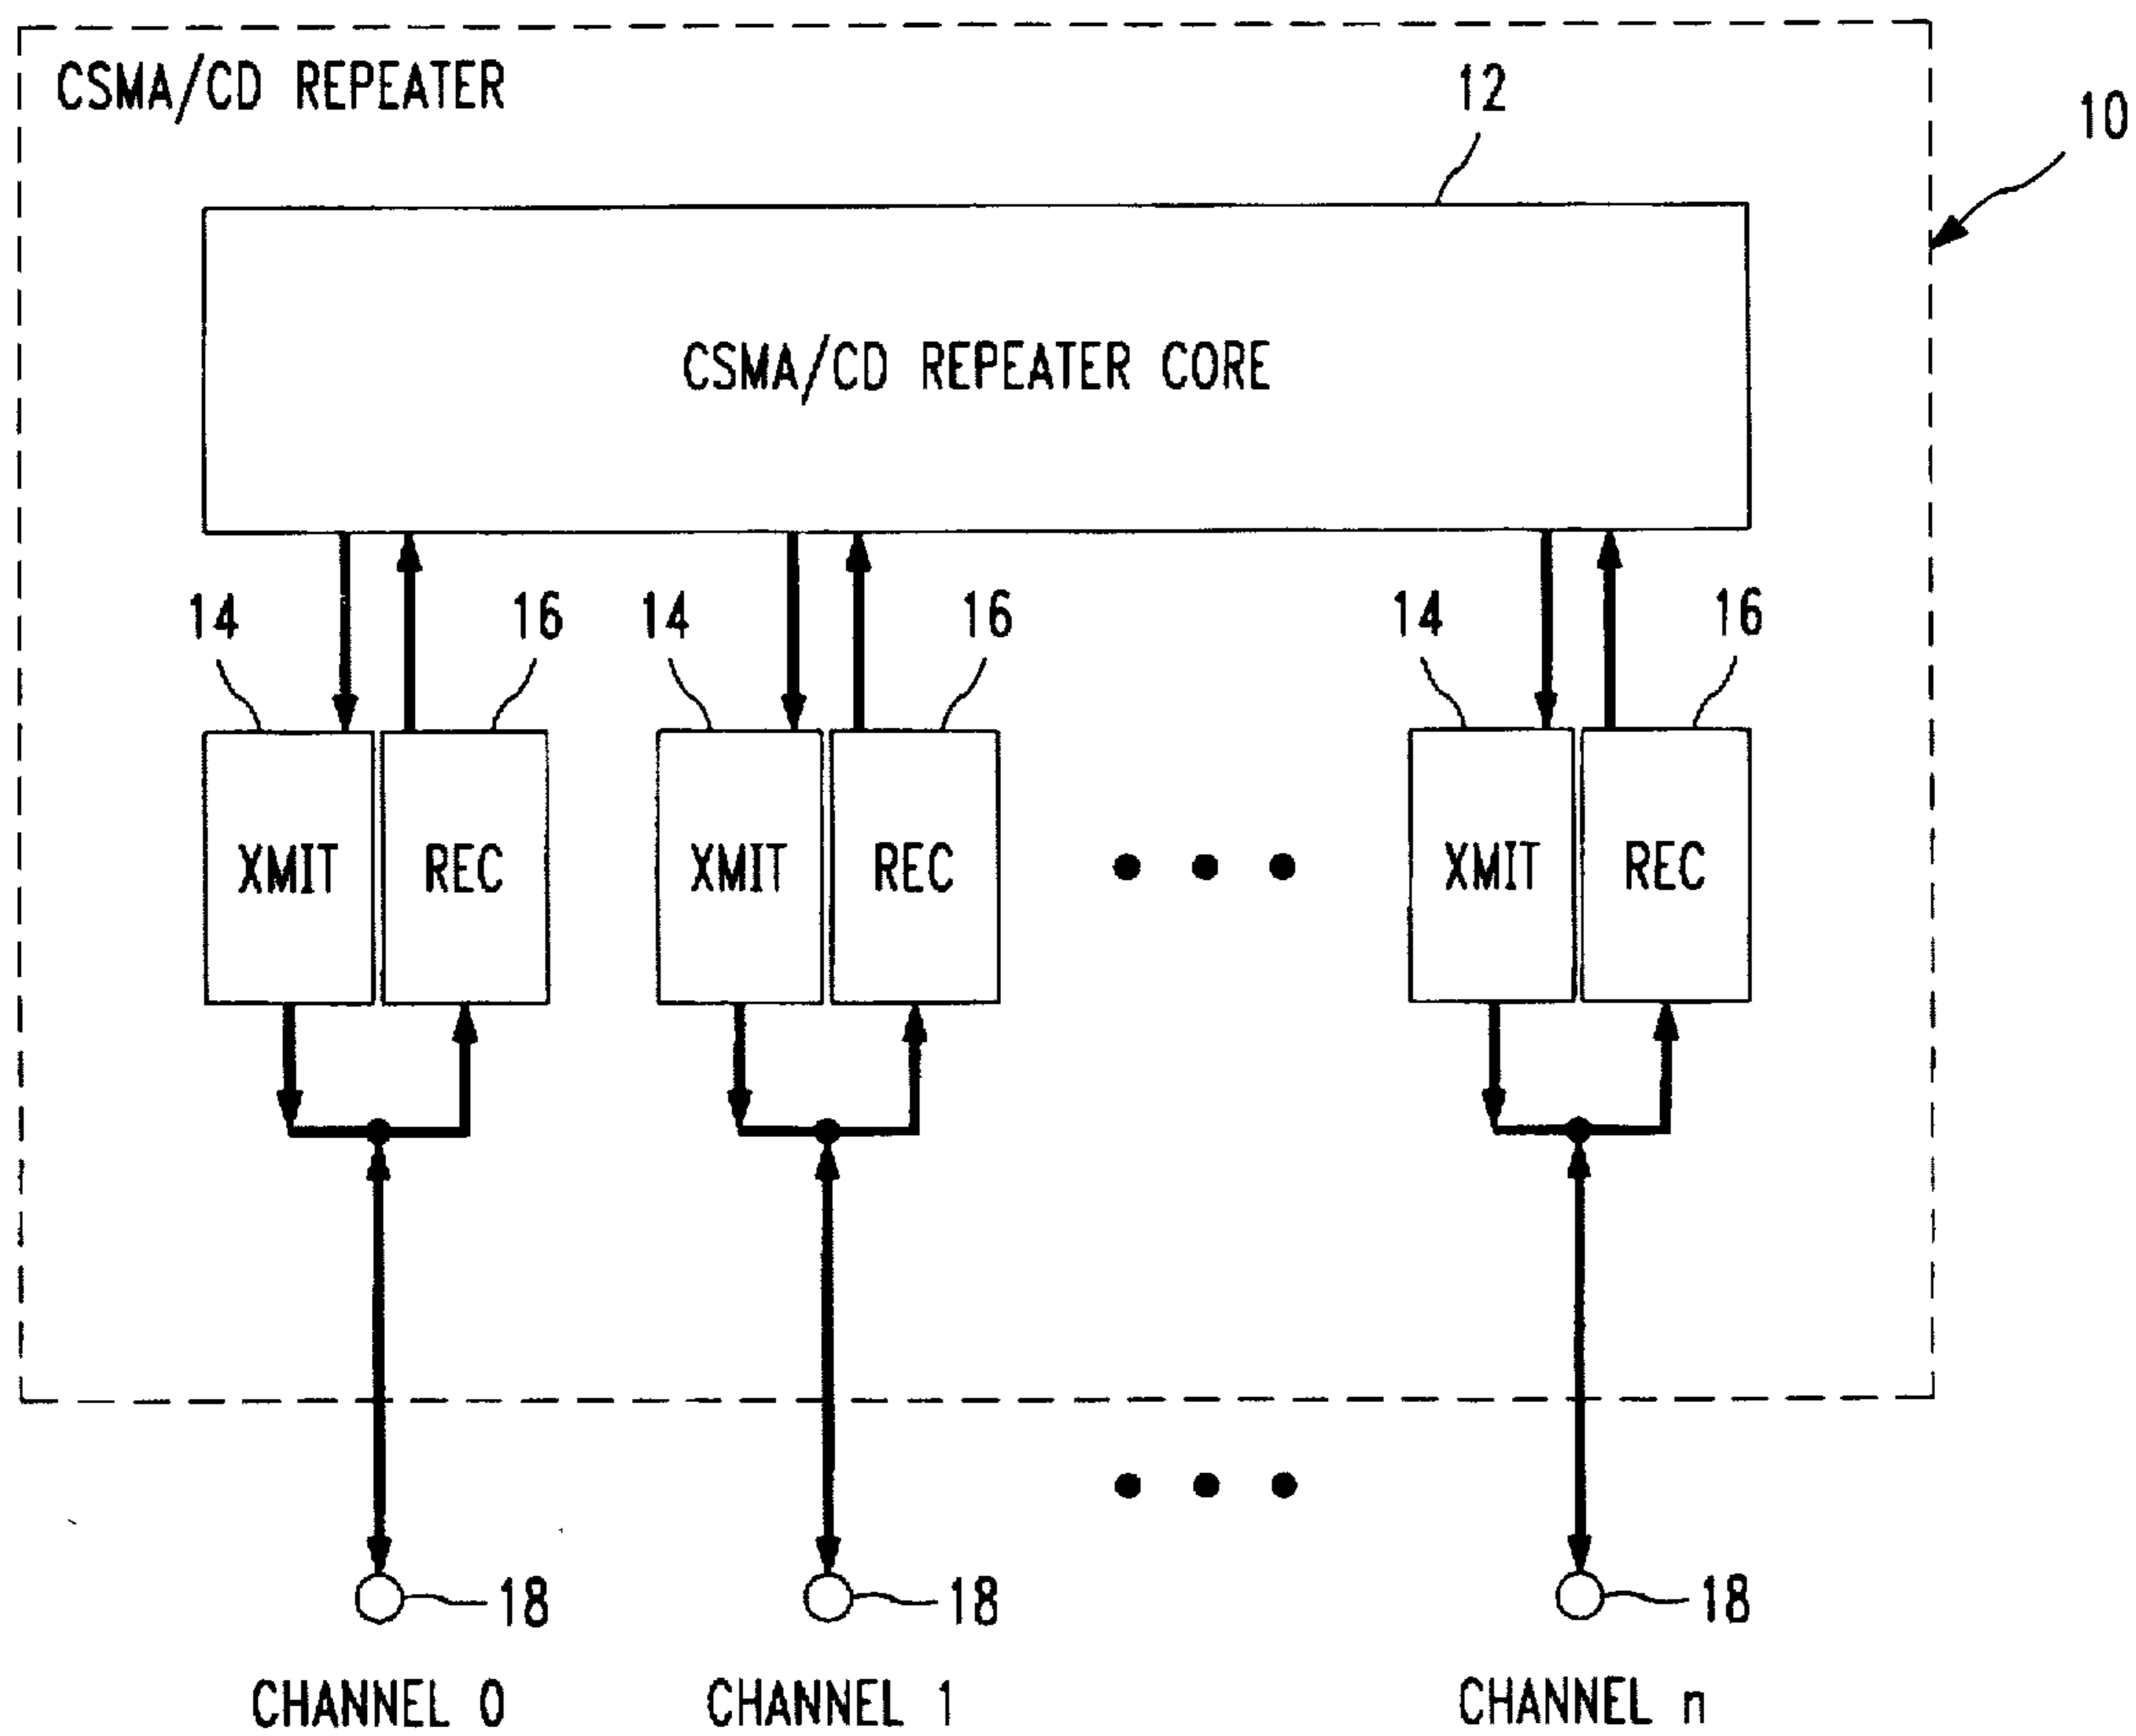 CSMA/CD REPEATER
12
10
CSMA/CD REPEATER CORE
14 16 14 16 14 16
XMIT REC XMIT REC XMIT REC
18 18 18
CHANNEL 0 CHANNEL 1 CHANNEL n